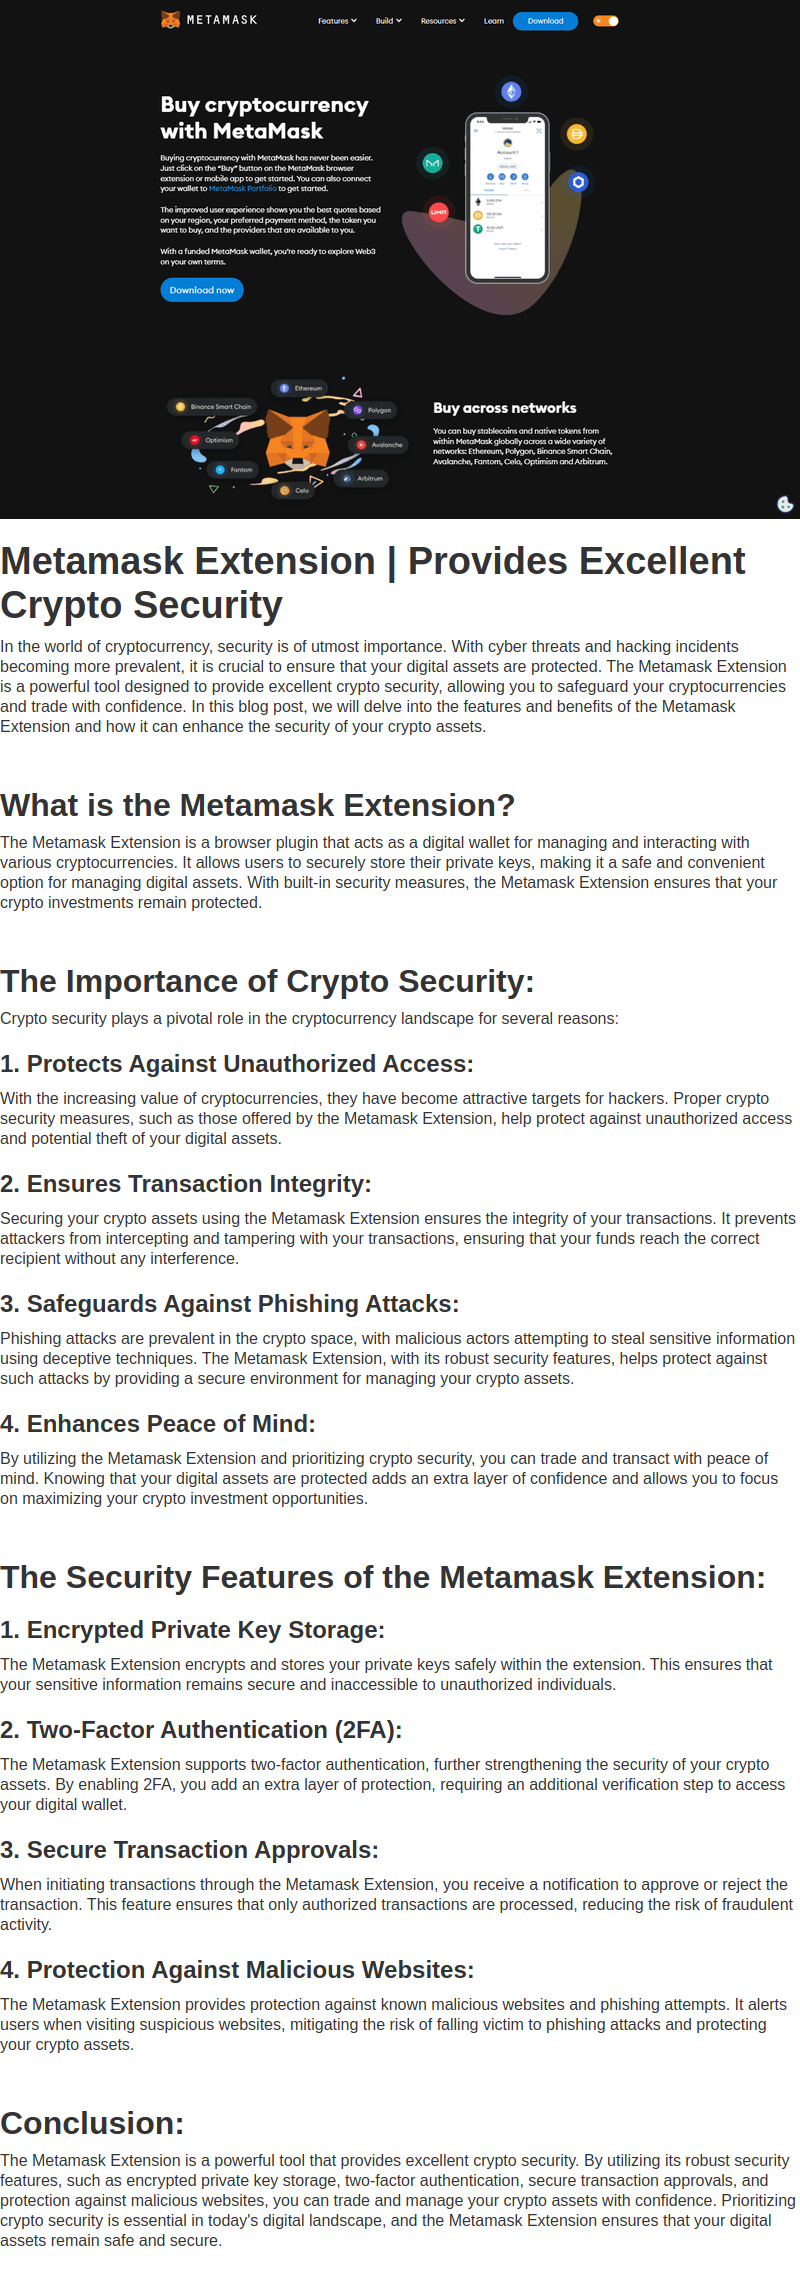 METAMASK
Features Build Resources Learn Download
Buy cryptocurrency
with MetaMask
Buying cryptocurrency with MetaMask has never been easier.
Just click on the "Buy" button on the MetaMask browser
extension or mobile app to get started. You can also connect
your wallet to MetaMask Portfolio to get started.
The improved user experience shows you the best quotes based
on your region, your preferred payment method, the token you
want to buy, and the providers that are available to you.
With a funded MetaMask wallet, you're ready to explore Web3
on your own terms.
Download now
Wallet
Account 1
Ethereum
Binance Smart Chain
Polygon
Optimism
Avalanche
Fantom
Arbitrum
Celo
Buy across networks
You can buy stablecoins and native tokens from
within MetaMask globally across a wide variety of
networks: Ethereum, Polygon, Binance Smart Chain,
Avalanche, Fantom, Celo, Optimism and Arbitrum.
Metamask Extension | Provides Excellent
Crypto Security
In the world of cryptocurrency, security is of utmost importance. With cyber threats and hacking incidents
becoming more prevalent, it is crucial to ensure that your digital assets are protected. The Metamask Extension
is a powerful tool designed to provide excellent crypto security, allowing you to safeguard your cryptocurrencies
and trade with confidence. In this blog post, we will delve into the features and benefits of the Metamask
Extension and how it can enhance the security of your crypto assets.
What is the Metamask Extension?
The Metamask Extension is a browser plugin that acts as a digital wallet for managing and interacting with
various cryptocurrencies. It allows users to securely store their private keys, making it a safe and convenient
option for managing digital assets. With built-in security measures, the Metamask Extension ensures that your
crypto investments remain protected.
The Importance of Crypto Security:
Crypto security plays a pivotal role in the cryptocurrency landscape for several reasons:
1. Protects Against Unauthorized Access:
With the increasing value of cryptocurrencies, they have become attractive targets for hackers. Proper crypto
security measures, such as those offered by the Metamask Extension, help protect against unauthorized access
and potential theft of your digital assets.
2. Ensures Transaction Integrity:
Securing your crypto assets using the Metamask Extension ensures the integrity of your transactions. It prevents
attackers from intercepting and tampering with your transactions, ensuring that your funds reach the correct
recipient without any interference.
3. Safeguards Against Phishing Attacks:
Phishing attacks are prevalent in the crypto space, with malicious actors attempting to steal sensitive information
using deceptive techniques. The Metamask Extension, with its robust security features, helps protect against
such attacks by providing a secure environment for managing your crypto assets.
4. Enhances Peace of Mind:
By utilizing the Metamask Extension and prioritizing crypto security, you can trade and transact with peace of
mind. Knowing that your digital assets are protected adds an extra layer of confidence and allows you to focus
on maximizing your crypto investment opportunities.
The Security Features of the Metamask Extension:
1. Encrypted Private Key Storage:
The Metamask Extension encrypts and stores your private keys safely within the extension. This ensures that
your sensitive information remains secure and inaccessible to unauthorized individuals.
2. Two-Factor Authentication (2FA):
The Metamask Extension supports two-factor authentication, further strengthening the security of your crypto
assets. By enabling 2FA, you add an extra layer of protection, requiring an additional verification step to access
your digital wallet.
3. Secure Transaction Approvals:
When initiating transactions through the Metamask Extension, you receive a notification to approve or reject the
transaction. This feature ensures that only authorized transactions are processed, reducing the risk of fraudulent
activity.
4. Protection Against Malicious Websites:
The Metamask Extension provides protection against known malicious websites and phishing attempts. It alerts
users when visiting suspicious websites, mitigating the risk of falling victim to phishing attacks and protecting
your crypto assets.
Conclusion:
The Metamask Extension is a powerful tool that provides excellent crypto security. By utilizing its robust security
features, such as encrypted private key storage, two-factor authentication, secure transaction approvals, and
protection against malicious websites, you can trade and manage your crypto assets with confidence. Prioritizing
crypto security is essential in today's digital landscape, and the Metamask Extension ensures that your digital
assets remain safe and secure.